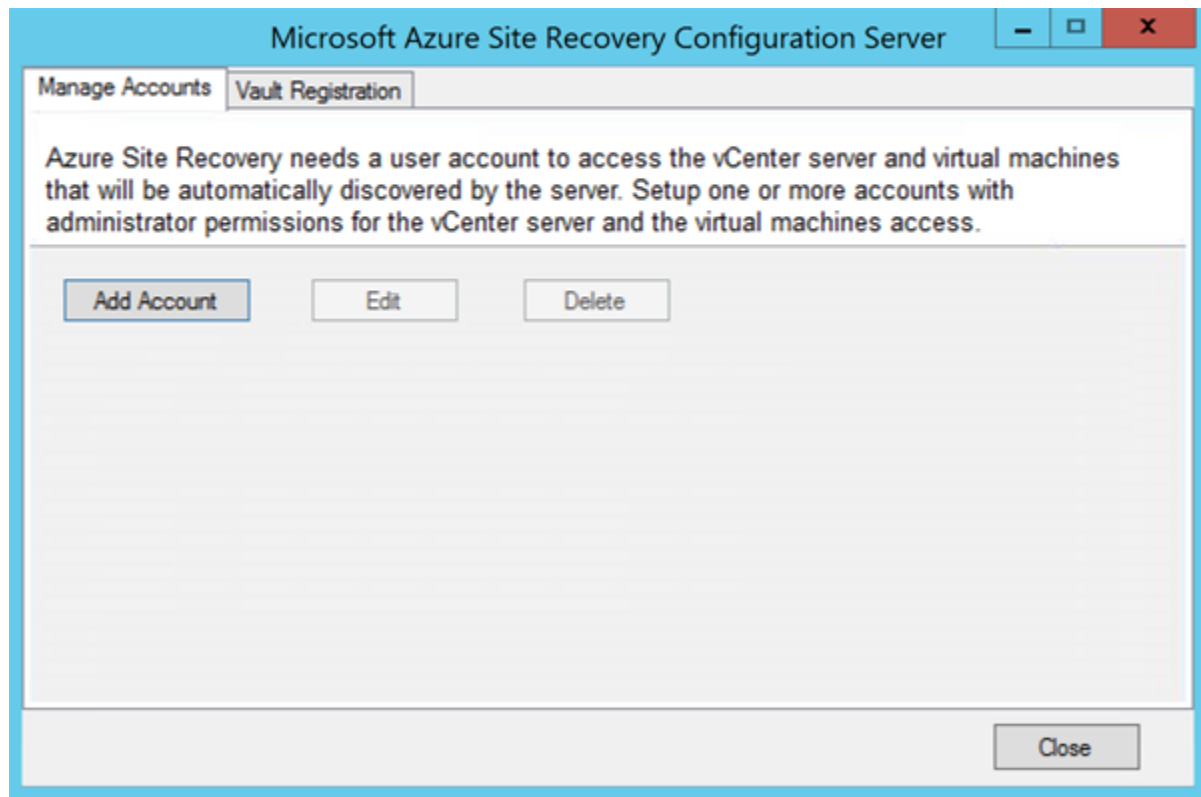 Microsoft Azure Site Recovery Configuration Server
Manage Accounts Vault Registration
Azure Site Recovery needs a user account to access the vCenter server and virtual machines
that will be automatically discovered by the server. Setup one or more accounts with
administrator permissions for the vCenter server and the virtual machines access.
Add Account Edit Delete
Close